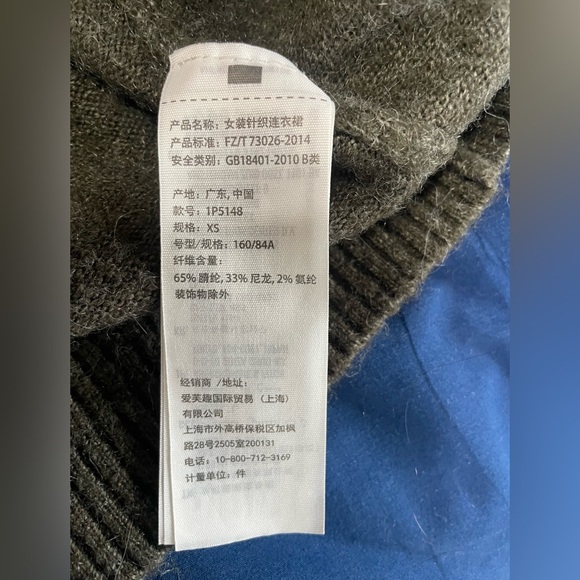 产品名称: 女装针织连衣裙
产品标准: FZ/T 73026-2014
安全类别: GB18401-2010 B类
产地: 广东, 中国
款号: 1P5148
规格: XS
号型/规格: 160/84A
纤维含量:
65% 腈纶, 33% 尼龙, 2% 氨纶
装饰物除外
经销商 /地址:
爱芙趣国际贸易 (上海)
有限公司
上海市外高桥保税区加枫
路28号2505室200131
电话: 10-800-712-3169
计量单位: 件